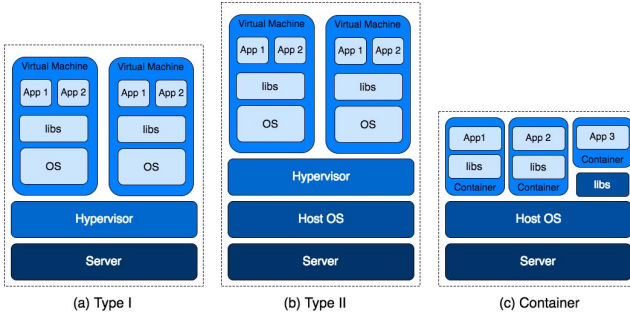 Virtual Machine
Virtual Machine
App 1
App 2
App 1
App 2
libs
libs
OS
OS
Hypervisor
Server
(a) Type I
Virtual Machine
Virtual Machine
App 1
App 2
App 1
App 2
libs
libs
OS
OS
Hypervisor
Host OS
Server
(b) Type II
App1
App 2
App 3
libs
libs
Container
Container
Container
libs
Host OS
Server
(c) Container